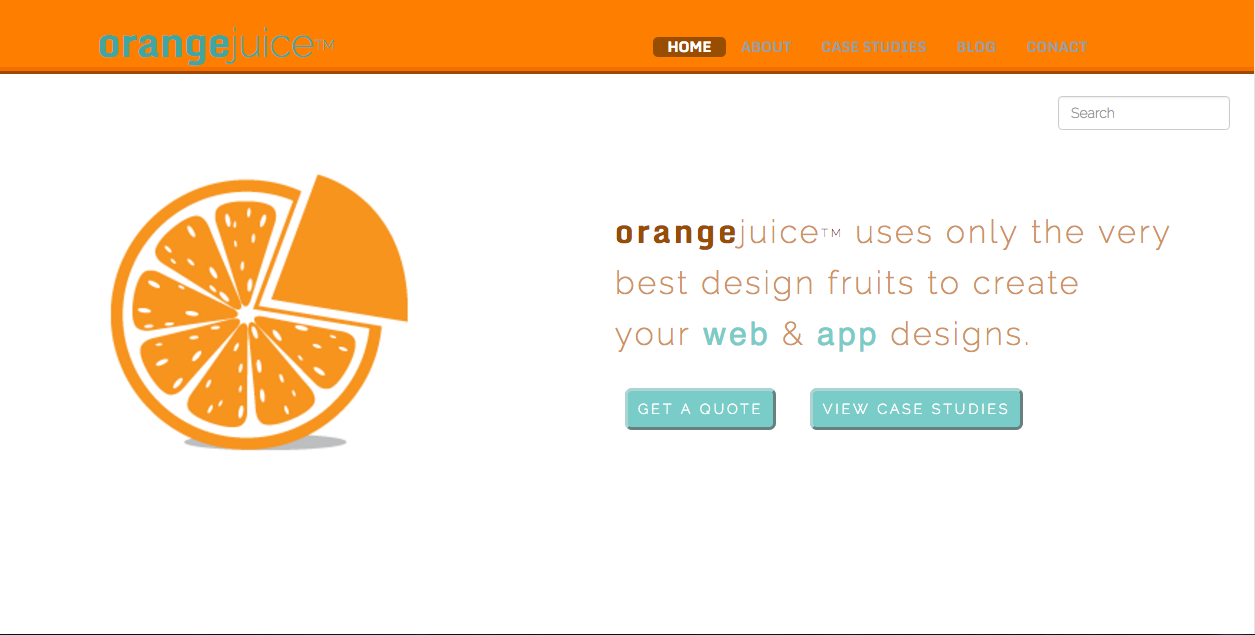 orangejuice™
HOME ABOUT CASE STUDIES BLOG CONACT
Search
orangejuice™ uses only the very
best design fruits to create
your web & app designs.
GET A QUOTE VIEW CASE STUDIES